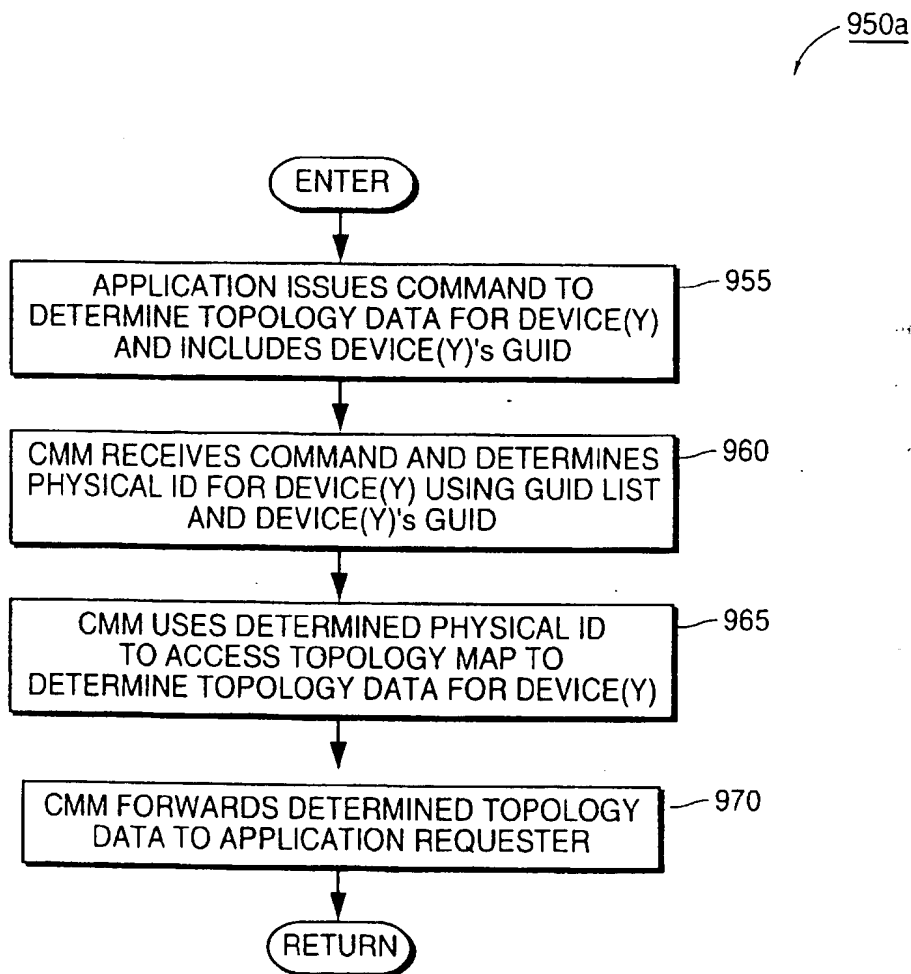 950a
ENTER
APPLICATION ISSUES COMMAND TO
DETERMINE TOPOLOGY DATA FOR DEVICE(Y)
AND INCLUDES DEVICE(Y)'s GUID
955
CMM RECEIVES COMMAND AND DETERMINES
PHYSICAL ID FOR DEVICE(Y) USING GUID LIST
AND DEVICE(Y)'s GUID
960
CMM USES DETERMINED PHYSICAL ID
TO ACCESS TOPOLOGY MAP TO
DETERMINE TOPOLOGY DATA FOR DEVICE(Y)
965
CMM FORWARDS DETERMINED TOPOLOGY
DATA TO APPLICATION REQUESTER
970
RETURN